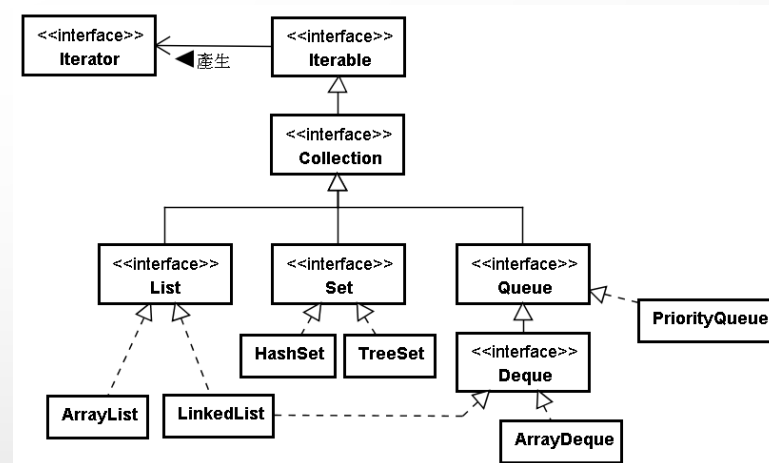 <<interface>>
Iterator
◀產生
<<interface>>
Iterable
<<interface>>
Collection
<<interface>>
List
<<interface>>
Set
<<interface>>
Queue
PriorityQueue
HashSet
TreeSet
<<interface>>
Deque
ArrayList
LinkedList
ArrayDeque